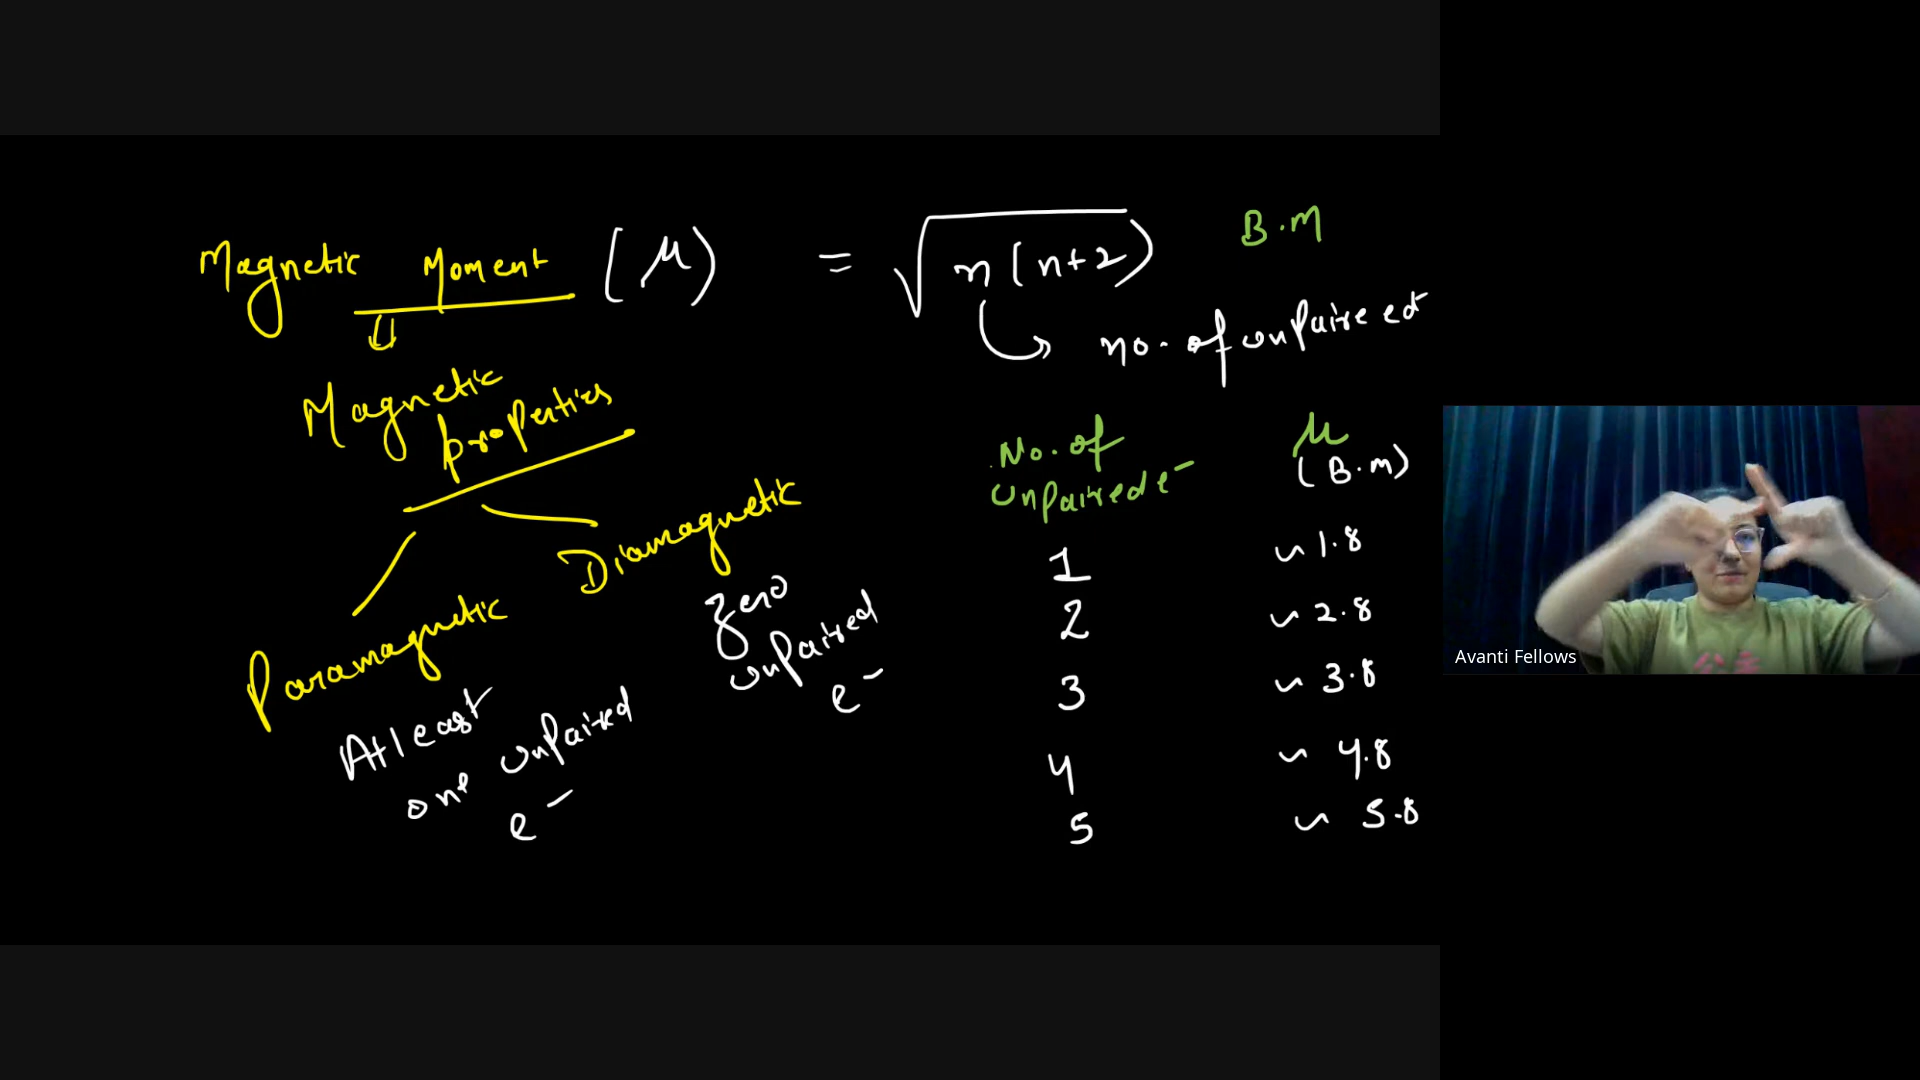 Magnetic Moment (μ) = √n(n+2) B.M
no. of unpaired e⁻
Magnetic
properties
Paramagnetic
Atleast
one unpaired
e⁻
Diamagnetic
zero
unpaired
e⁻
No. of
unpaired e⁻
μ
(B.m)
1 ~ 1.8
2 ~ 2.8
3 ~ 3.8
4 ~ 4.8
5 ~ 5.8
Avanti Fellows